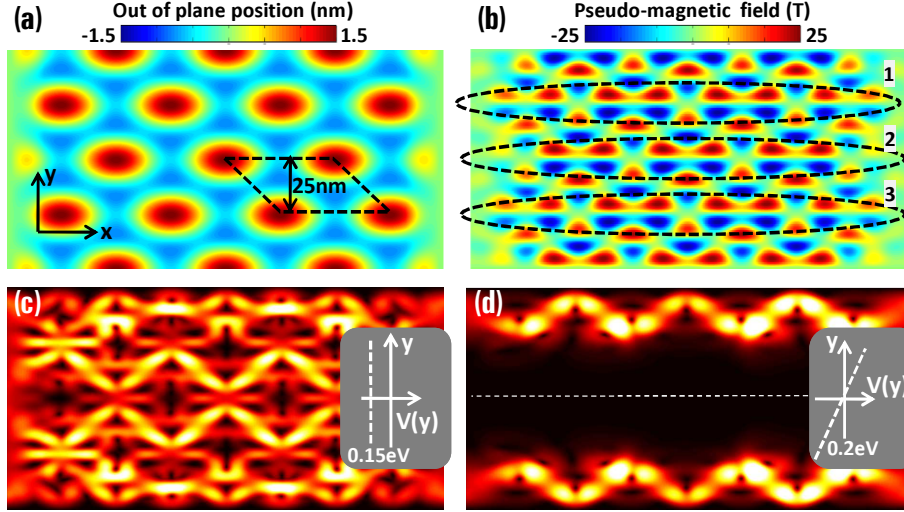 (a)
Out of plane position (nm)
-1.5
1.5
y
x
25nm
(b)
Pseudo-magnetic field (T)
-25
25
1
2
3
(c)
y
V(y)
0.15eV
(d)
y
V(y)
0.2eV